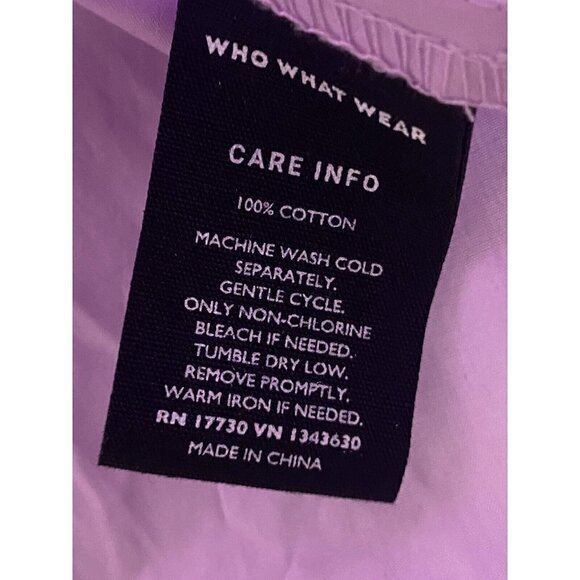 WHO WHAT WEAR
CARE INFO
100% COTTON
MACHINE WASH COLD
SEPARATELY.
GENTLE CYCLE.
ONLY NON-CHLORINE
BLEACH IF NEEDED.
TUMBLE DRY LOW.
REMOVE PROMPTLY.
WARM IRON IF NEEDED.
RN 17730 VN 1343630
MADE IN CHINA